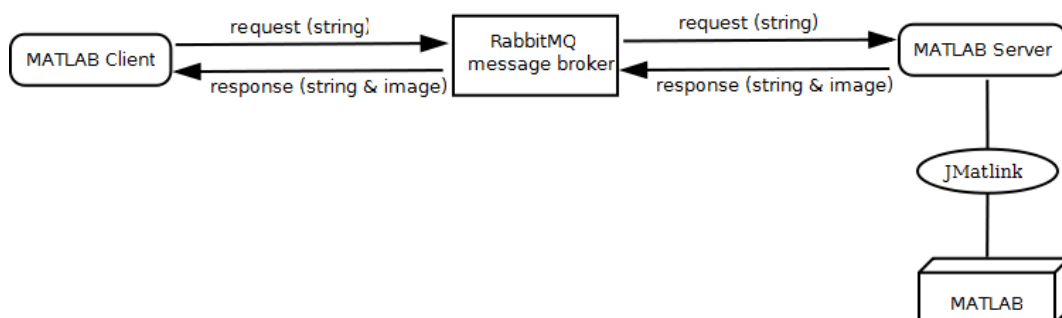 request (string)
request (string)
MATLAB Client
RabbitMQ
message broker
MATLAB Server
response (string & image)
response (string & image)
JMatlink
MATLAB